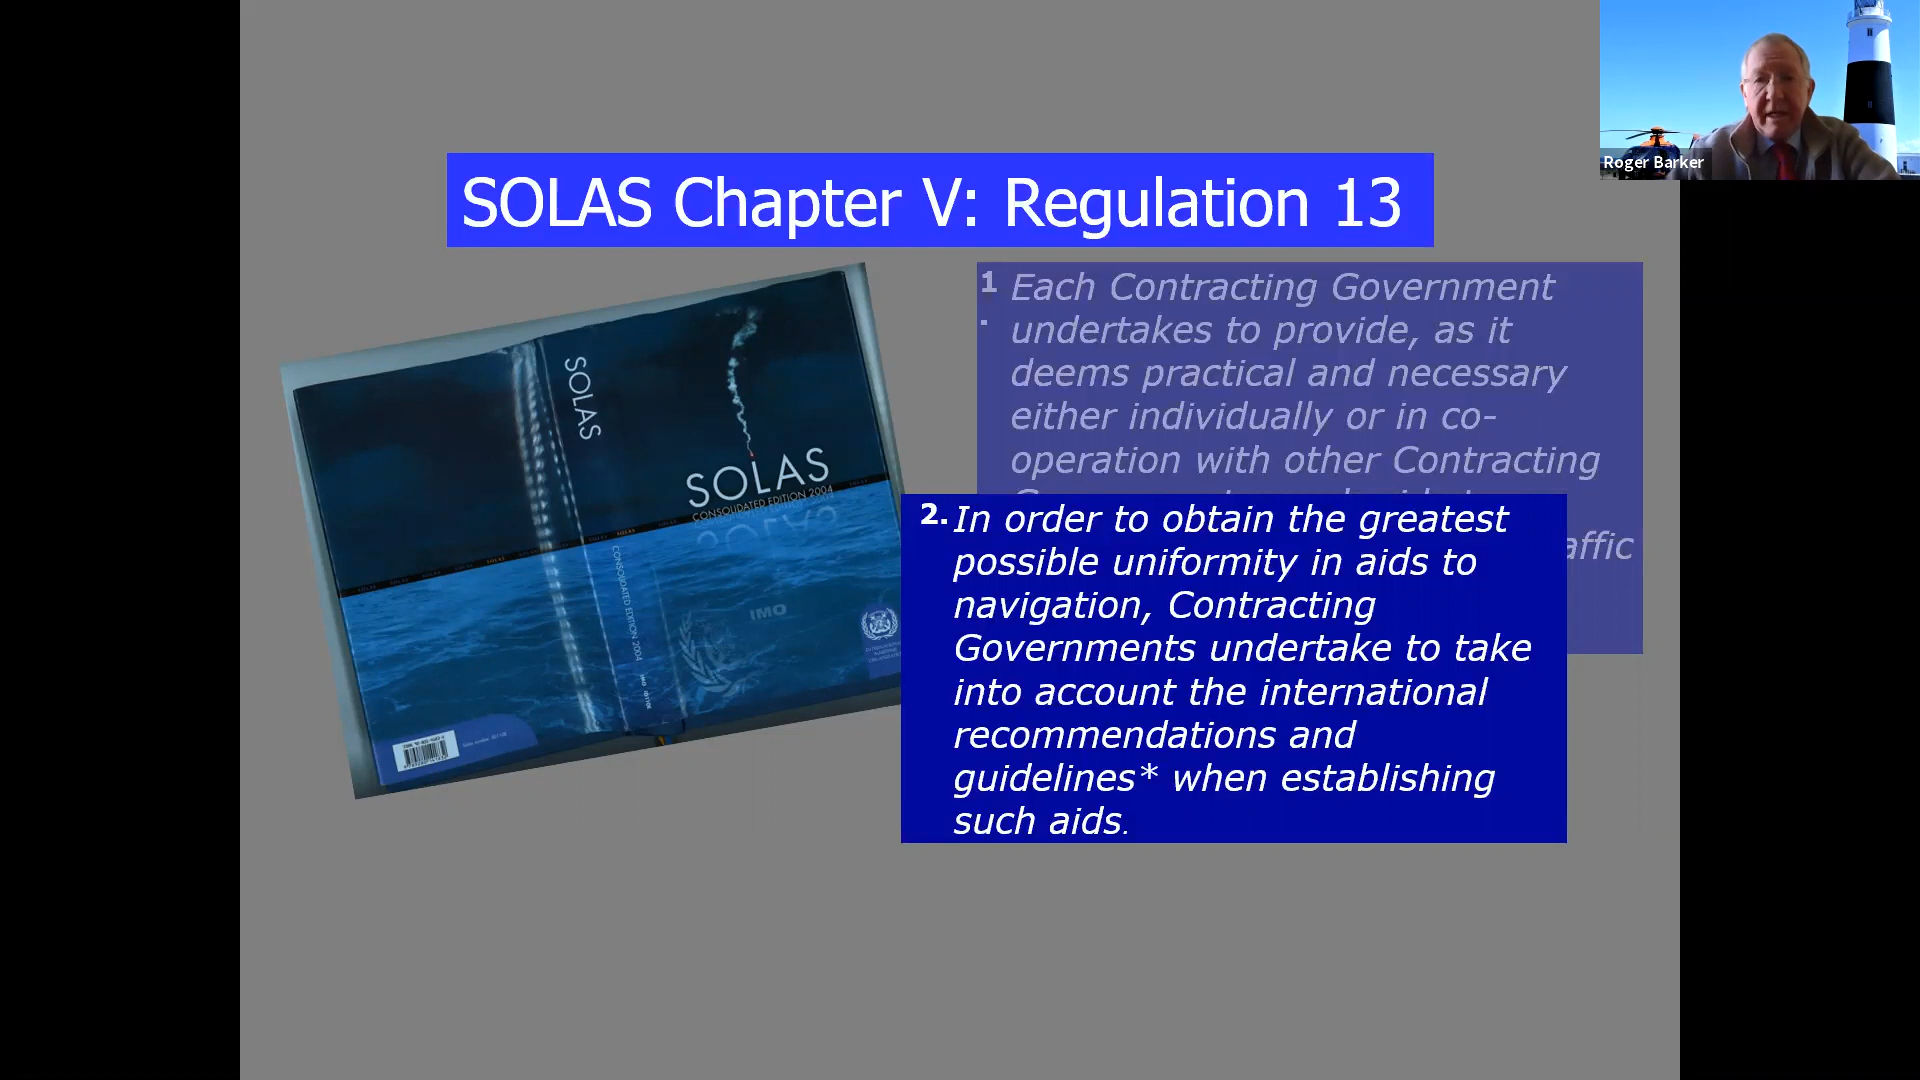 Roger Barker
SOLAS Chapter V: Regulation 13
1
.
Each Contracting Government
undertakes to provide, as it
deems practical and necessary
either individually or in co-
operation with other Contracting
affic
2. In order to obtain the greatest
possible uniformity in aids to
navigation, Contracting
Governments undertake to take
into account the international
recommendations and
guidelines* when establishing
such aids.
SOLAS
SOLAS
CONSOLIDATED EDITION 2004
CONSOLIDATED EDITION 2004
IMO